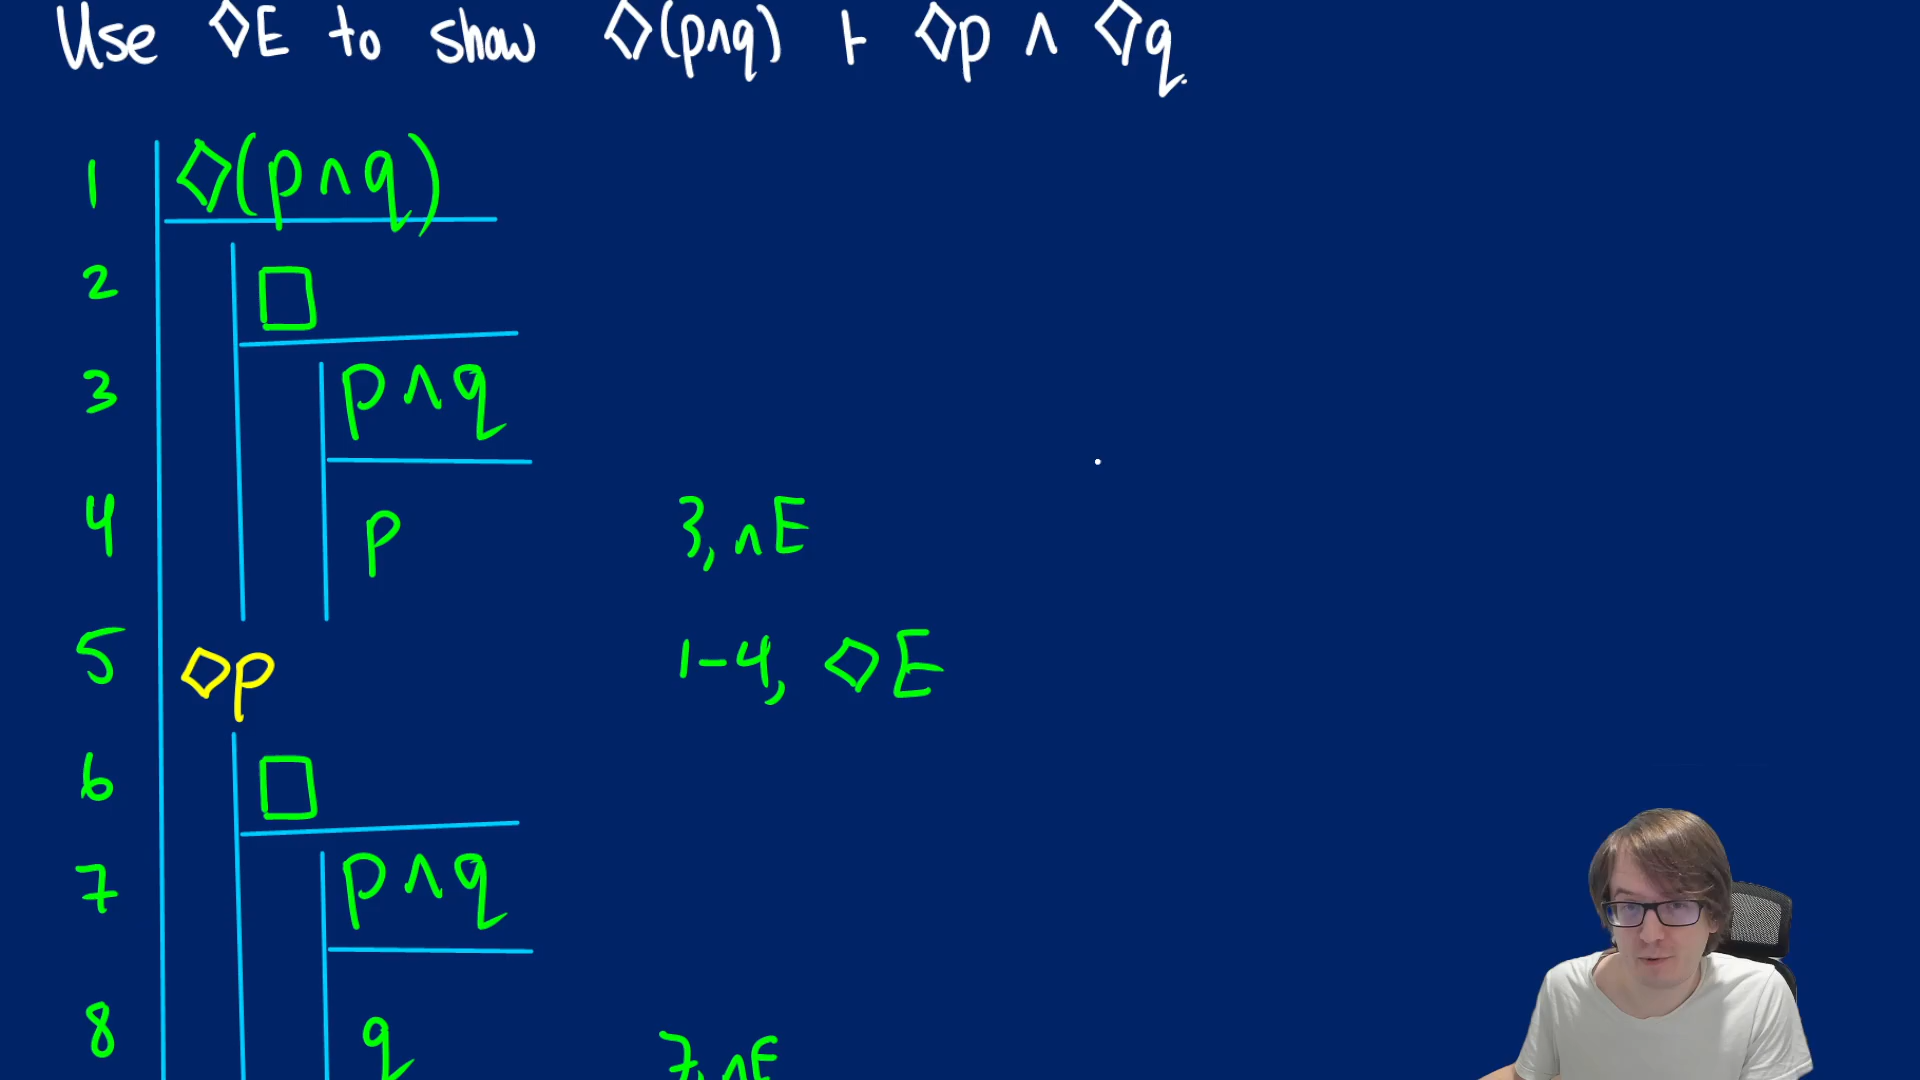 Use ◇E to show ◇(p∧q) ⊢ ◇p ∧ ◇q.
1 ◇(p∧q)
2 □
3 p∧q
4 p 3, ∧E
5 ◇p 1-4, ◇E
6 □
7 p∧q
8 q 7, ∧E